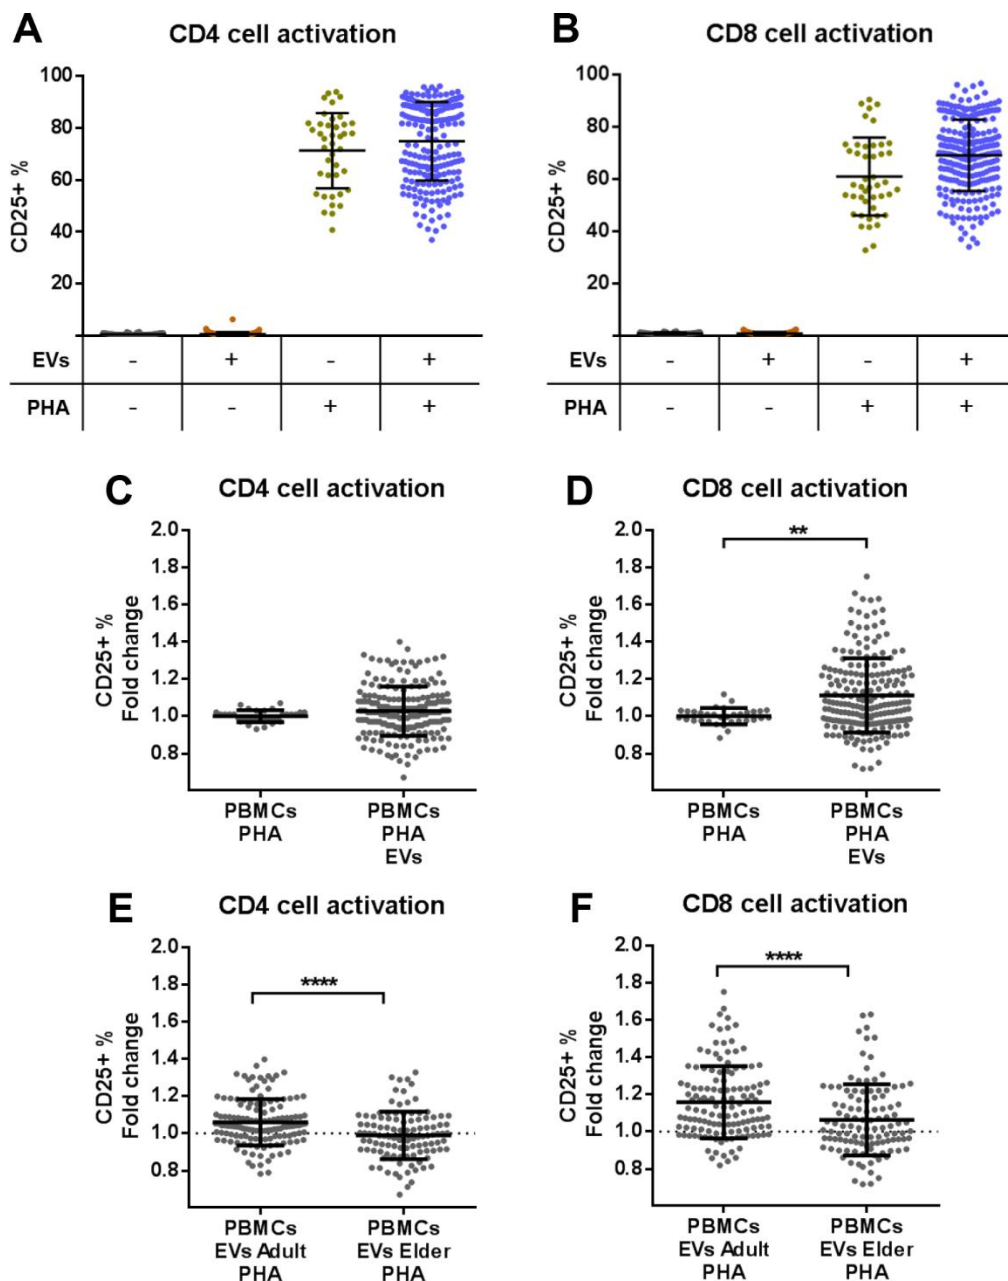 A CD4 cell activation
CD25+ %
100
80
60
40
20
EVs - + - +
PHA - - + +
B CD8 cell activation
CD25+ %
100
80
60
40
20
EVs - + - +
PHA - - + +
C CD4 cell activation
CD25+ %
Fold change
2.0
1.8
1.6
1.4
1.2
1.0
0.8
PBMCs
PHA
PBMCs
PHA
EVs
D CD8 cell activation
CD25+ %
Fold change
2.0
1.8
1.6
1.4
1.2
1.0
0.8
**
PBMCs
PHA
PBMCs
PHA
EVs
E CD4 cell activation
CD25+ %
Fold change
2.0
1.8
1.6
1.4
1.2
1.0
0.8
****
PBMCs
EVs Adult
PHA
PBMCs
EVs Elder
PHA
F CD8 cell activation
CD25+ %
Fold change
2.0
1.8
1.6
1.4
1.2
1.0
0.8
****
PBMCs
EVs Adult
PHA
PBMCs
EVs Elder
PHA